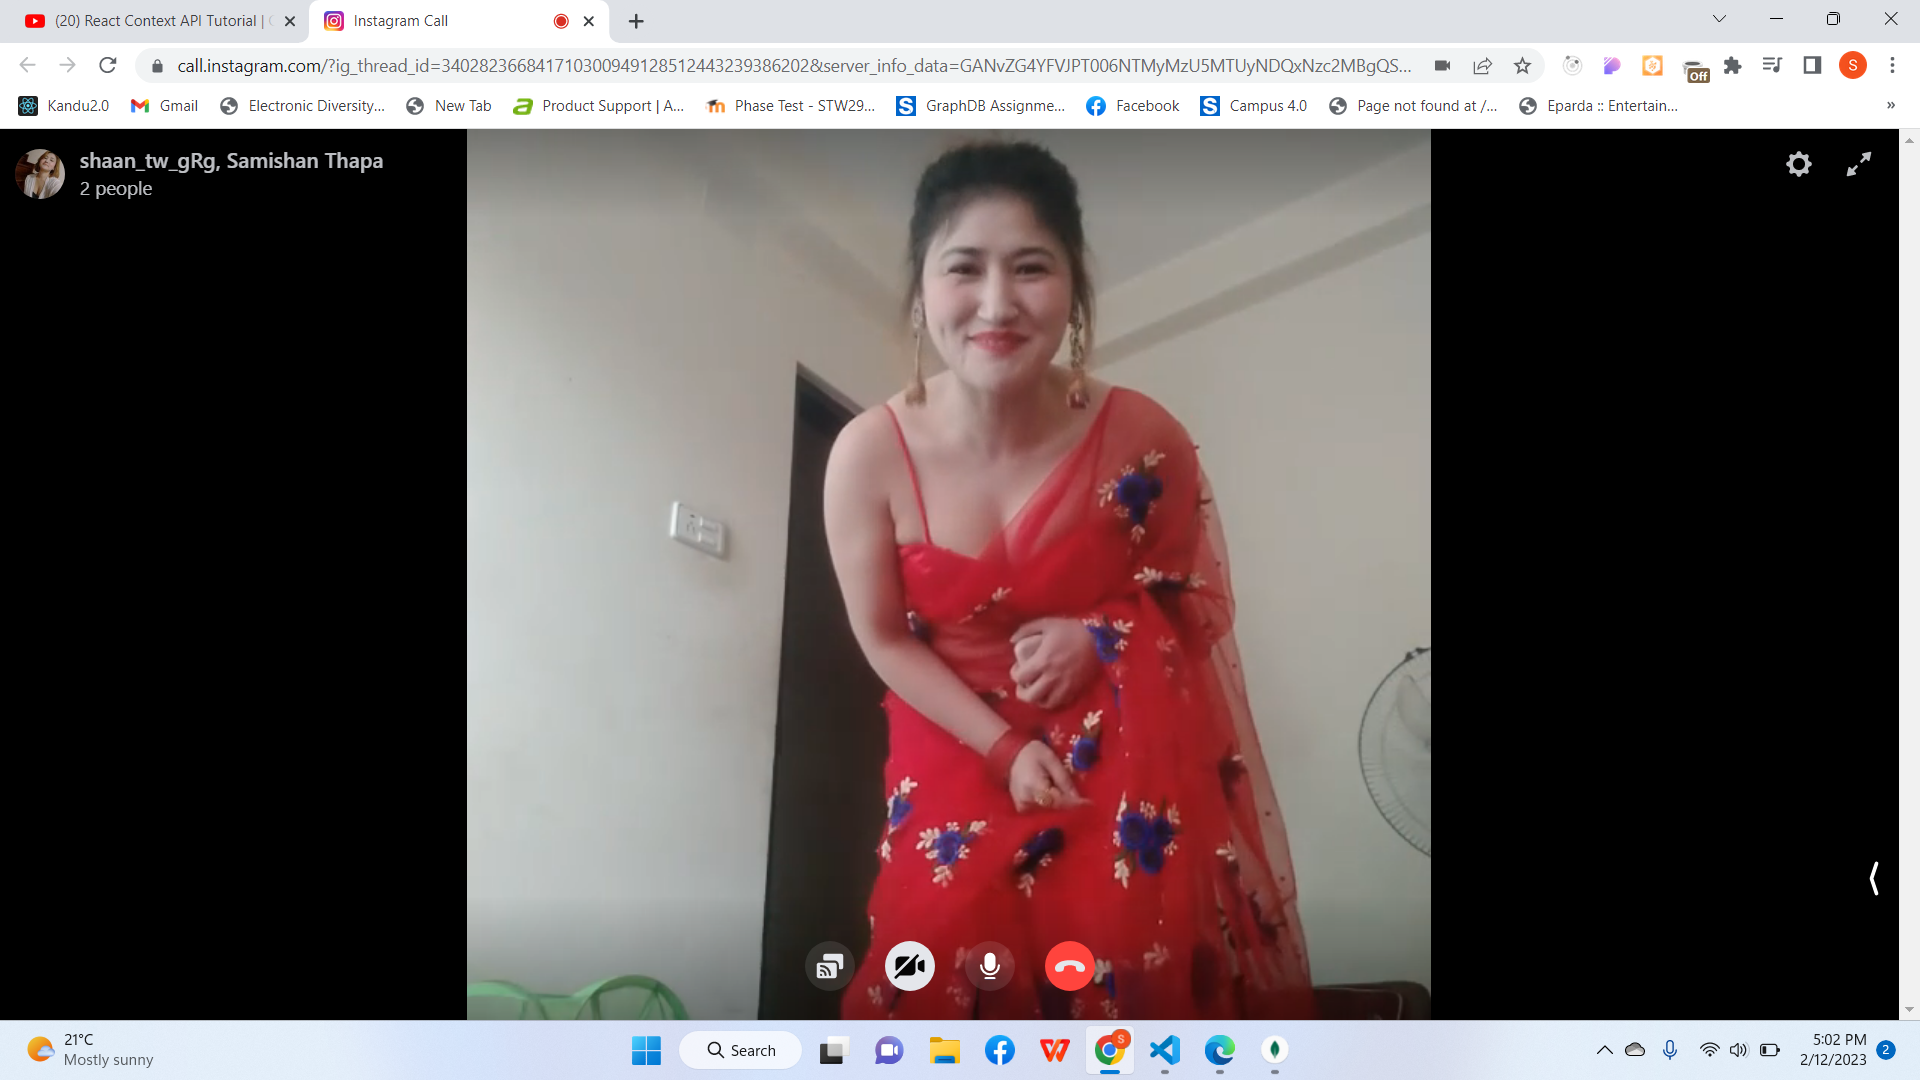 (20) React Context API Tutorial |
Instagram Call
call.instagram.com/?ig_thread_id=340282366841710300949128512443239386202&server_info_data=GANvZG4YFVJPT006NTMyMzU5MTUyNDQxNzc2MBgQS...
Off
S
Kandu2.0
Gmail
Electronic Diversity...
New Tab
Product Support | A...
Phase Test - STW29...
GraphDB Assignme...
Facebook
Campus 4.0
Page not found at /...
Eparda :: Entertain...
»
shaan_tw_gRg, Samishan Thapa
2 people
21°C
Mostly sunny
Search
S
5:02 PM
2/12/2023
2